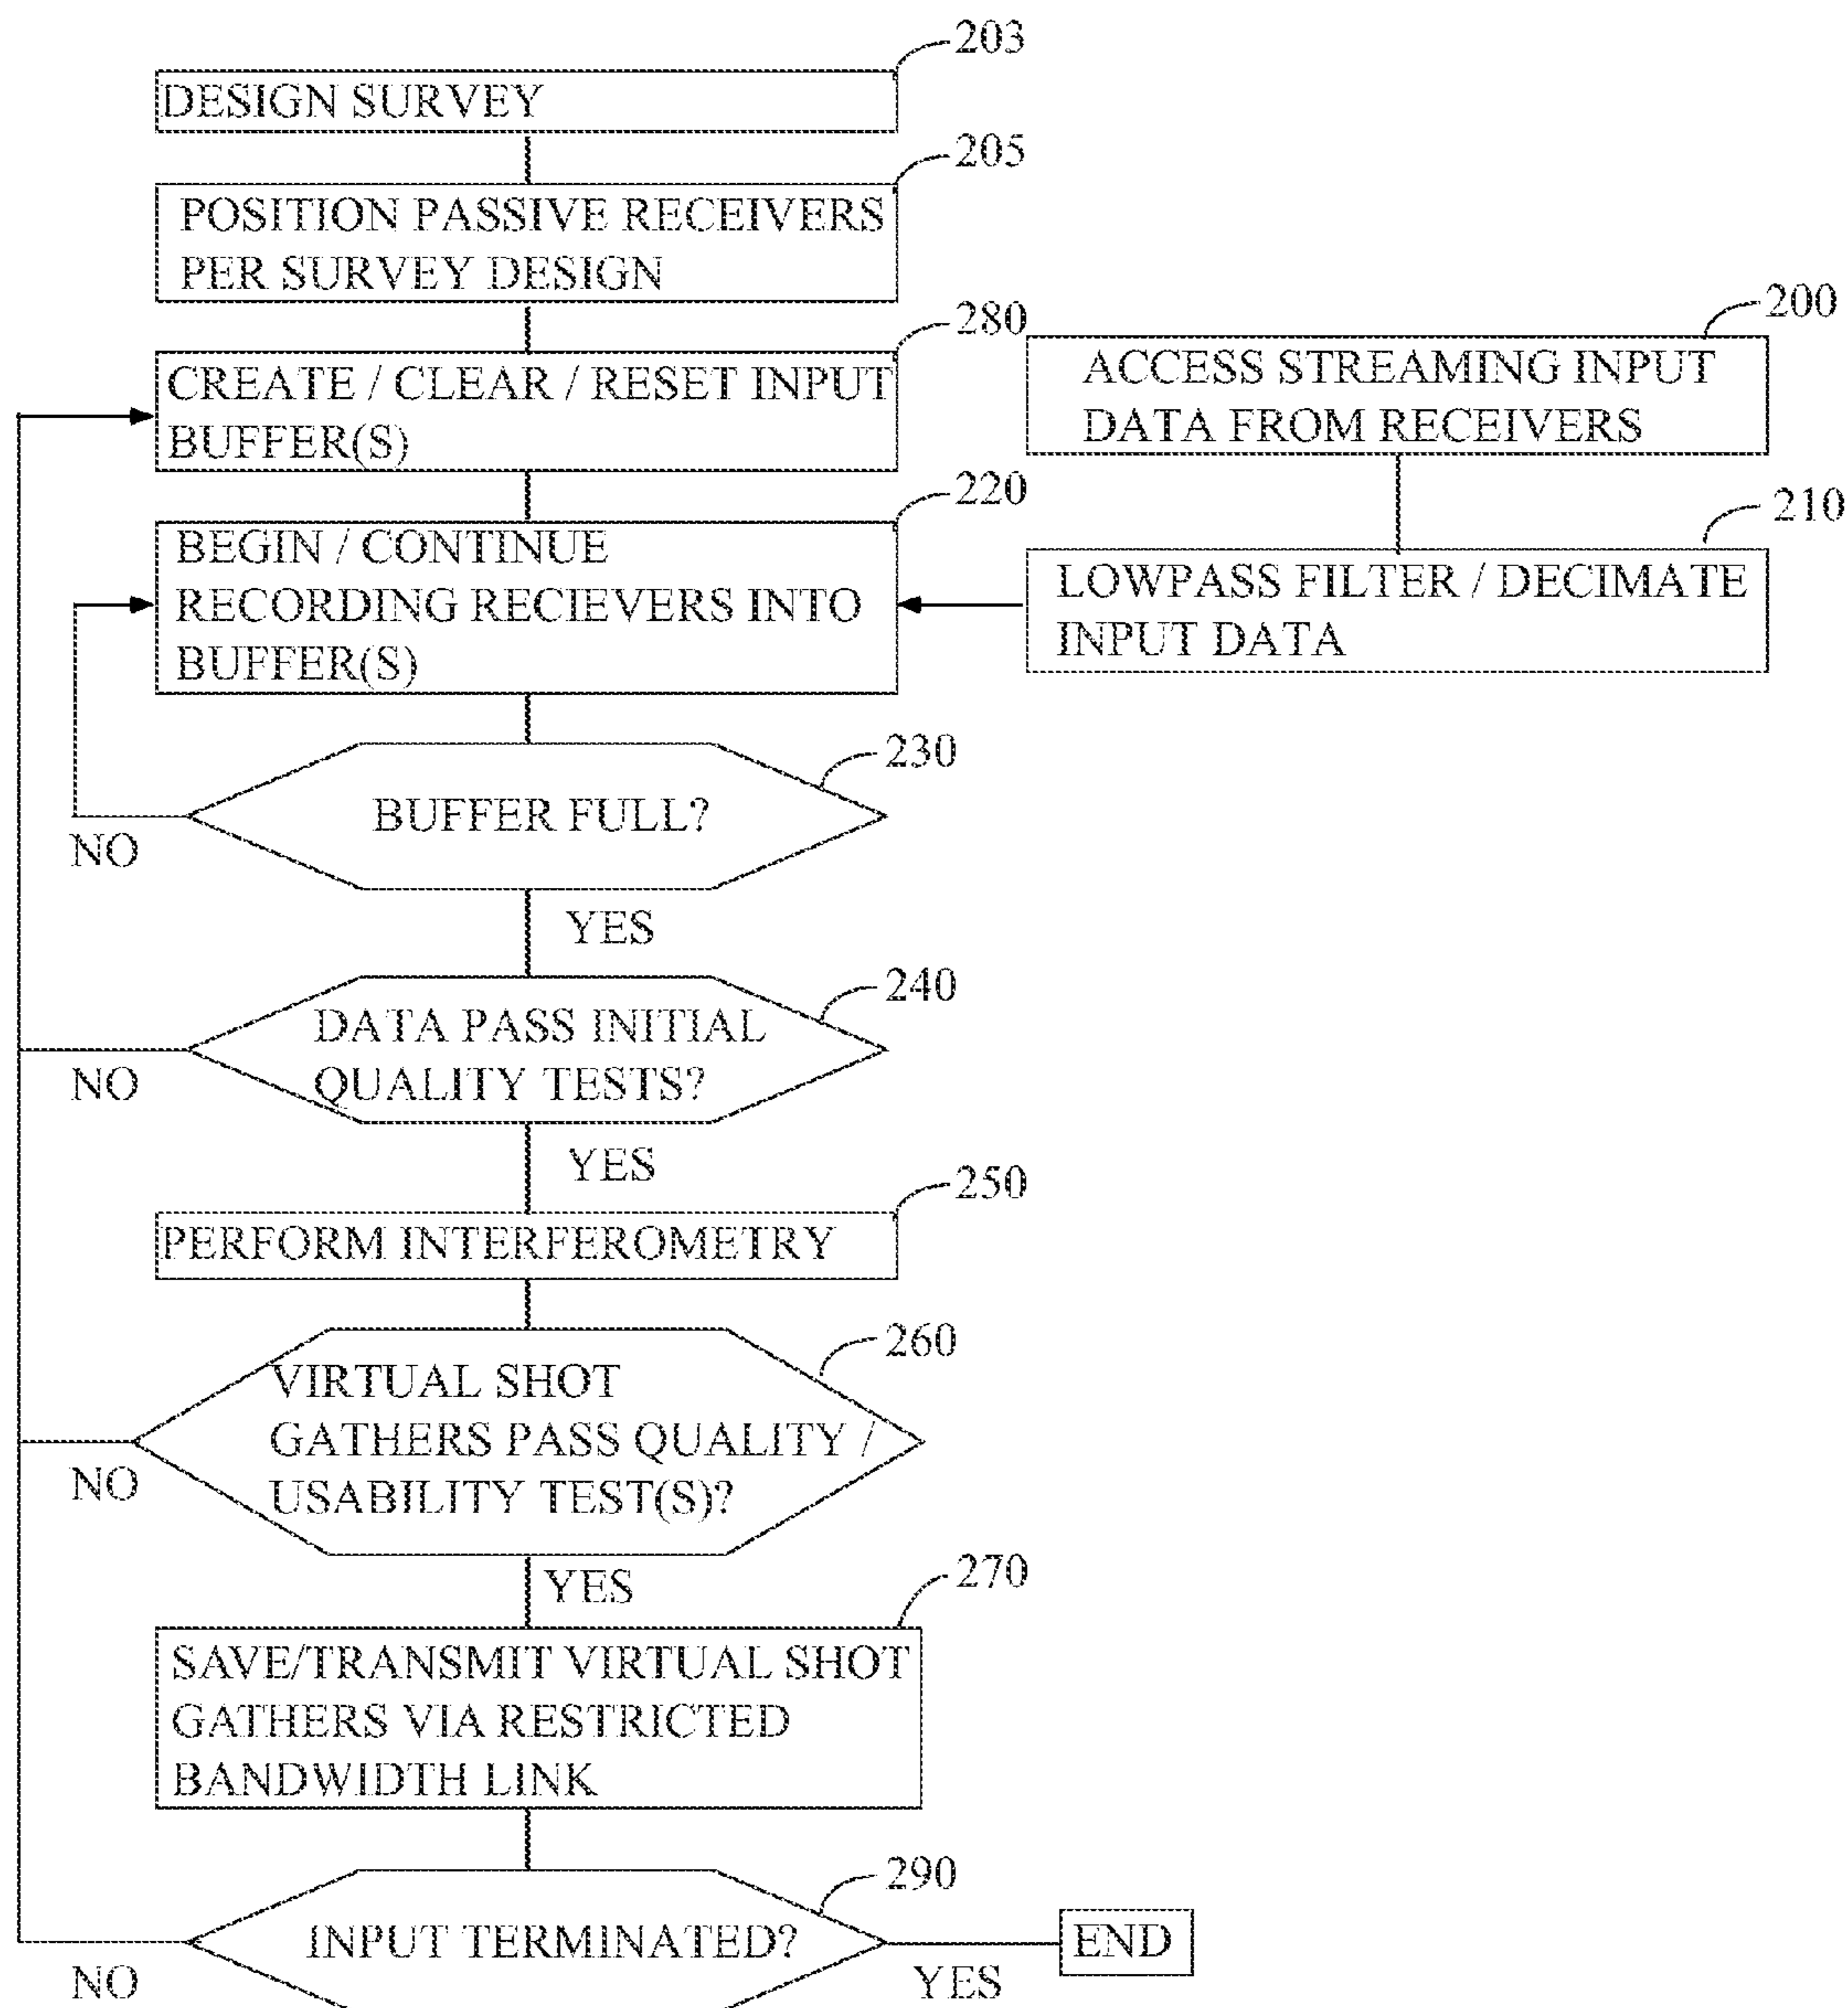 203
DESIGN SURVEY
205
POSITION PASSIVE RECEIVERS
PER SURVEY DESIGN
280
CREATE / CLEAR / RESET INPUT
BUFFER(S)
200
ACCESS STREAMING INPUT
DATA FROM RECEIVERS
220
BEGIN / CONTINUE
RECORDING RECIEVERS INTO
BUFFER(S)
210
LOWPASS FILTER / DECIMATE
INPUT DATA
230
BUFFER FULL?
NO
YES
240
DATA PASS INITIAL
QUALITY TESTS?
NO
YES
250
PERFORM INTERFEROMETRY
260
VIRTUAL SHOT
GATHERS PASS QUALITY /
USABILITY TEST(S)?
NO
YES
270
SAVE/TRANSMIT VIRTUAL SHOT
GATHERS VIA RESTRICTED
BANDWIDTH LINK
290
INPUT TERMINATED?
NO
YES
END